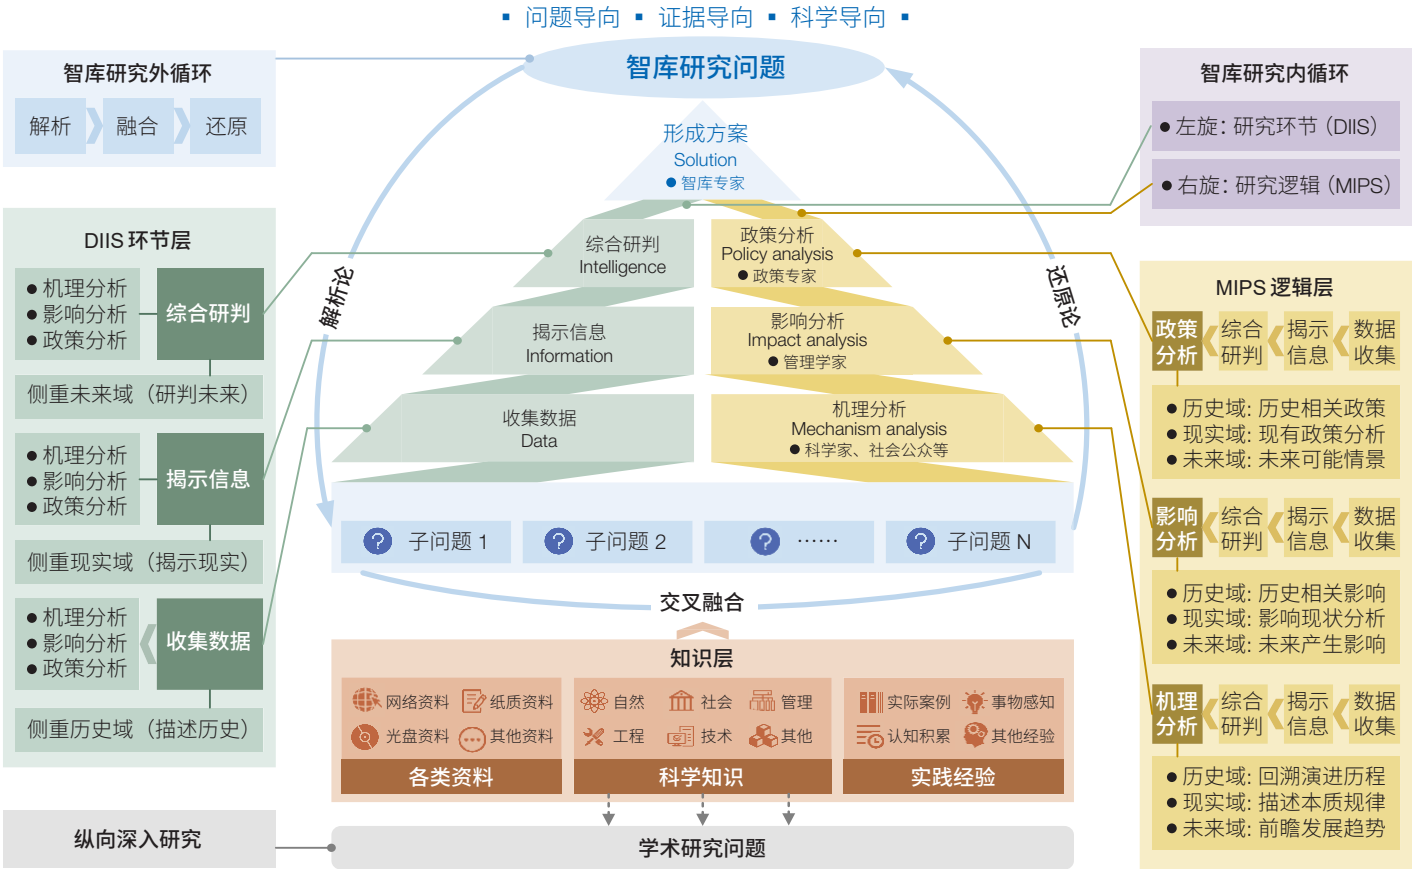 ▪ 问题导向 ▪ 证据导向 ▪ 科学导向 ▪
智库研究问题
智库研究外循环
解析
融合
还原
智库研究内循环
● 左旋：研究环节（DIIS）
● 右旋：研究逻辑（MIPS）
形成方案
Solution
● 智库专家
综合研判
Intelligence
政策分析
Policy analysis
● 政策专家
揭示信息
Information
影响分析
Impact analysis
● 管理学家
收集数据
Data
机理分析
Mechanism analysis
● 科学家、社会公众等
解析论
还原论
? 子问题 1
? 子问题 2
? ……
? 子问题 N
交叉融合
DIIS 环节层
● 机理分析
● 影响分析
● 政策分析
综合研判
侧重未来域（研判未来）
● 机理分析
● 影响分析
● 政策分析
揭示信息
侧重现实域（揭示现实）
● 机理分析
● 影响分析
● 政策分析
收集数据
侧重历史域（描述历史）
MIPS 逻辑层
政策
分析
综合
研判
揭示
信息
数据
收集
● 历史域: 历史相关政策
● 现实域: 现有政策分析
● 未来域: 未来可能情景
影响
分析
综合
研判
揭示
信息
数据
收集
● 历史域: 历史相关影响
● 现实域: 影响现状分析
● 未来域: 未来产生影响
机理
分析
综合
研判
揭示
信息
数据
收集
● 历史域: 回溯演进历程
● 现实域: 描述本质规律
● 未来域: 前瞻发展趋势
知识层
网络资料
纸质资料
光盘资料
其他资料
各类资料
自然
社会
管理
工程
技术
其他
科学知识
实际案例
事物感知
认知积累
其他经验
实践经验
纵向深入研究
学术研究问题